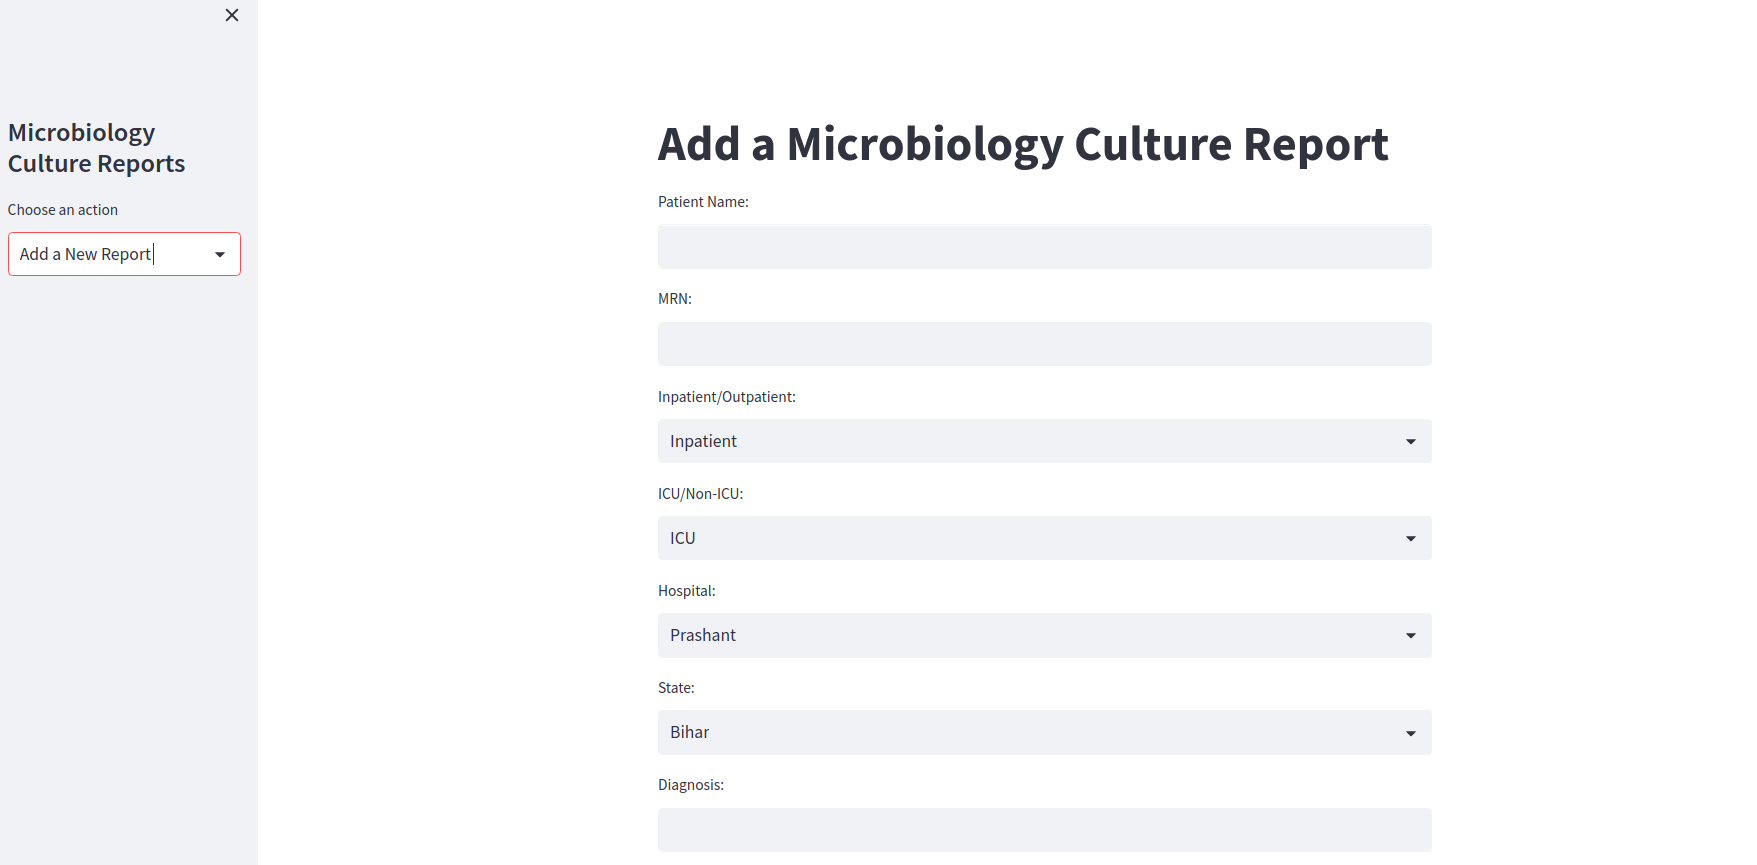 Microbiology
Culture Reports
Choose an action
Add a New Report
Add a Microbiology Culture Report
Patient Name:
MRN:
Inpatient/Outpatient:
Inpatient
ICU/Non-ICU:
ICU
Hospital:
Prashant
State:
Bihar
Diagnosis: